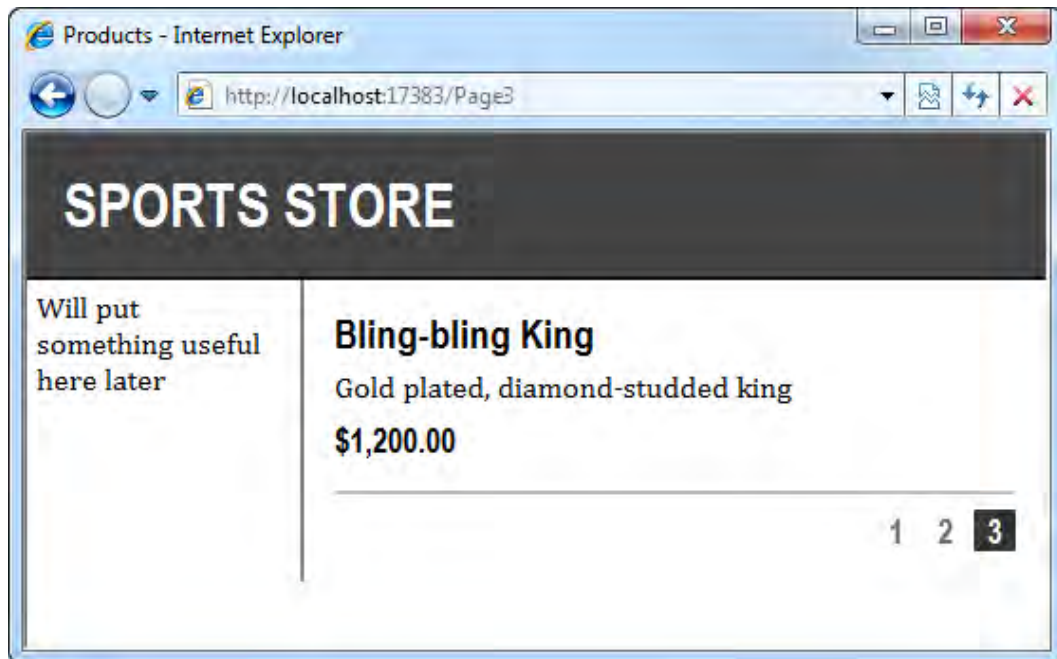 Products - Internet Explorer
http://localhost:17383/Page3
SPORTS STORE
Will put
something useful
here later
Bling-bling King
Gold plated, diamond-studded king
$1,200.00
1 2 3